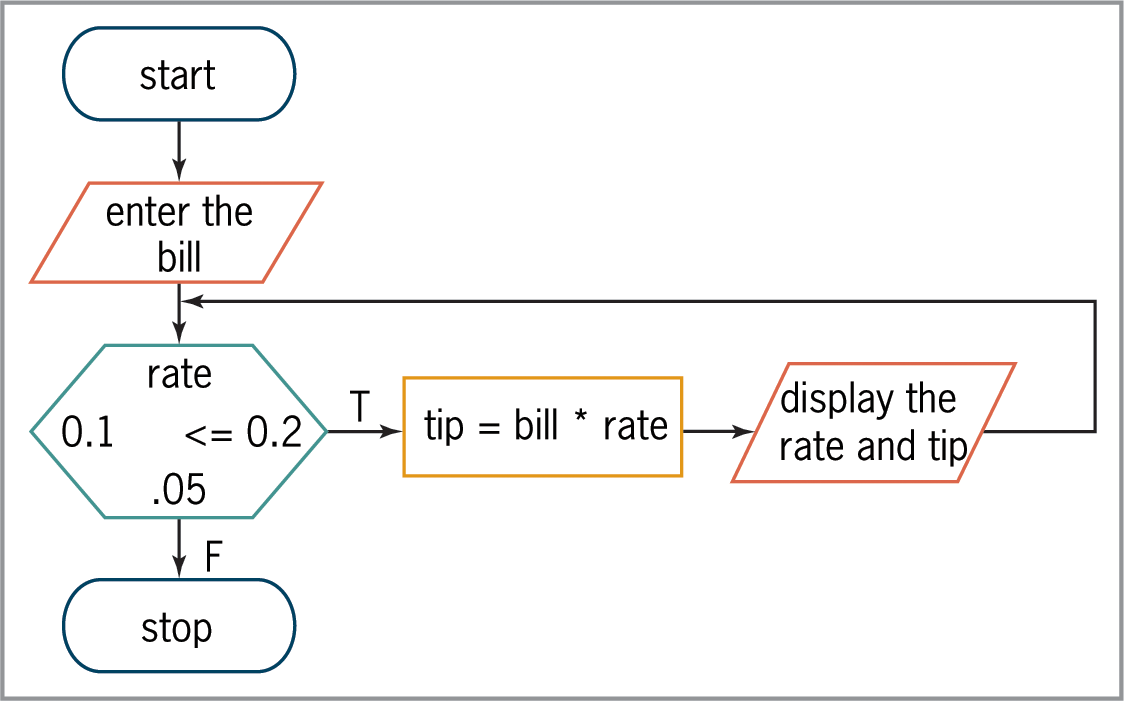 start
enter the
bill
rate
0.1 <= 0.2
.05
T
tip = bill * rate
display the
rate and tip
F
stop